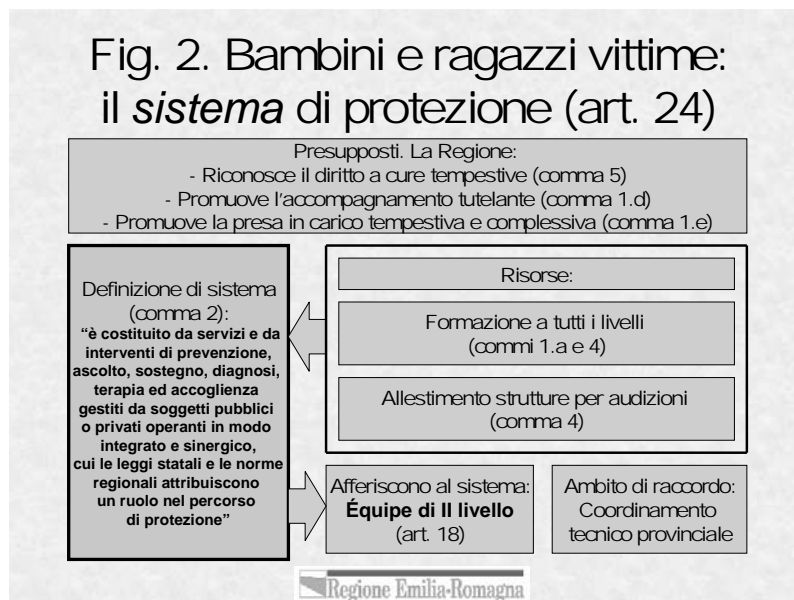 Fig. 2. Bambini e ragazzi vittime:
il sistema di protezione (art. 24)
Presupposti. La Regione:
- Riconosce il diritto a cure tempestive (comma 5)
- Promuove l'accompagnamento tutelante (comma 1.d)
- Promuove la presa in carico tempestiva e complessiva (comma 1.e)
Definizione di sistema
(comma 2):
“è costituito da servizi e da
interventi di prevenzione,
ascolto, sostegno, diagnosi,
terapia ed accoglienza
gestiti da soggetti pubblici
o privati operanti in modo
integrato e sinergico,
cui le leggi statali e le norme
regionali attribuiscono
un ruolo nel percorso
di protezione”
Risorse:
Formazione a tutti i livelli
(commi 1.a e 4)
Allestimento strutture per audizioni
(comma 4)
Afferiscono al sistema:
Équipe di II livello
(art. 18)
Ambito di raccordo:
Coordinamento
tecnico provinciale
Regione Emilia-Romagna